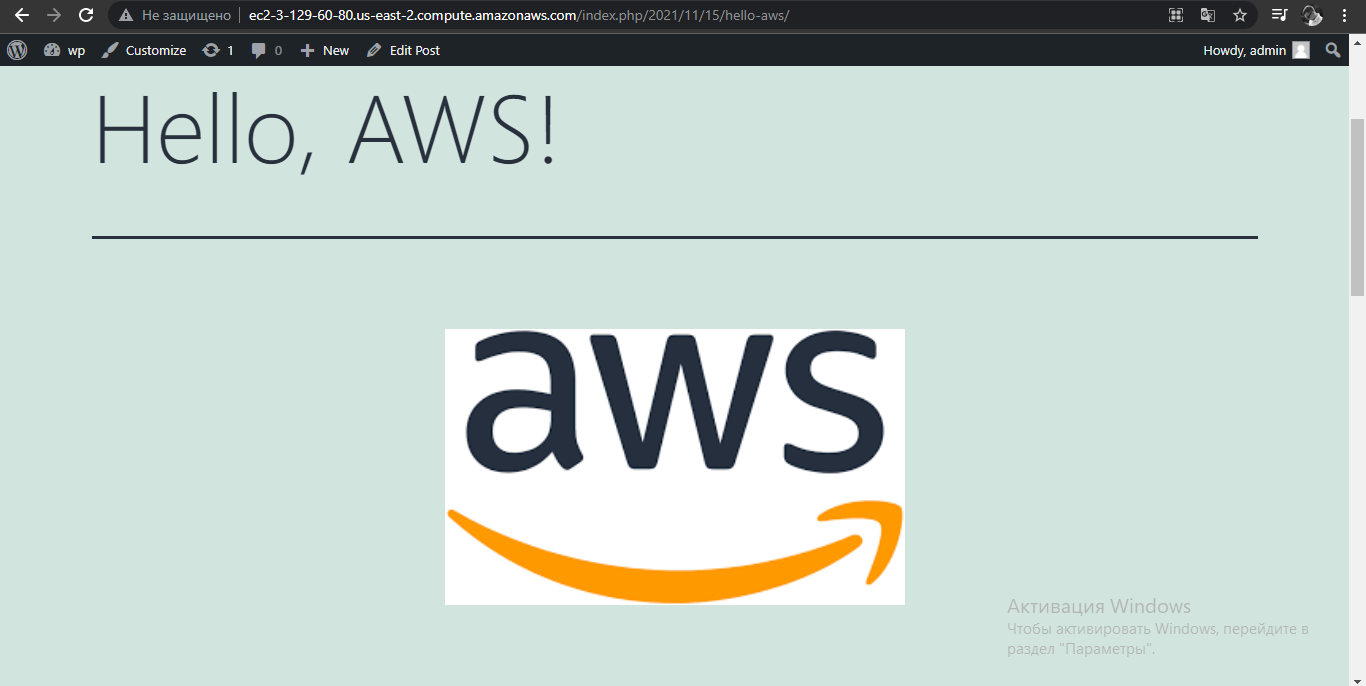 Не защищено ec2-3-129-60-80.us-east-2.compute.amazonaws.com/index.php/2021/11/15/hello-aws/
wp Customize 1 0 New Edit Post Howdy, admin
Hello, AWS!
aws
Активация Windows
Чтобы активировать Windows, перейдите в
раздел "Параметры".